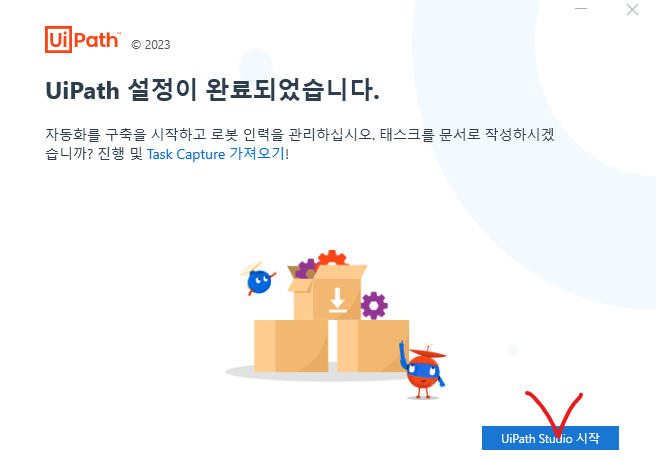 UiPath™ © 2023
UiPath 설정이 완료되었습니다.
자동화를 구축을 시작하고 로봇 인력을 관리하십시오. 태스크를 문서로 작성하시겠
습니까? 진행 및 Task Capture 가져오기!
UiPath Studio 시작